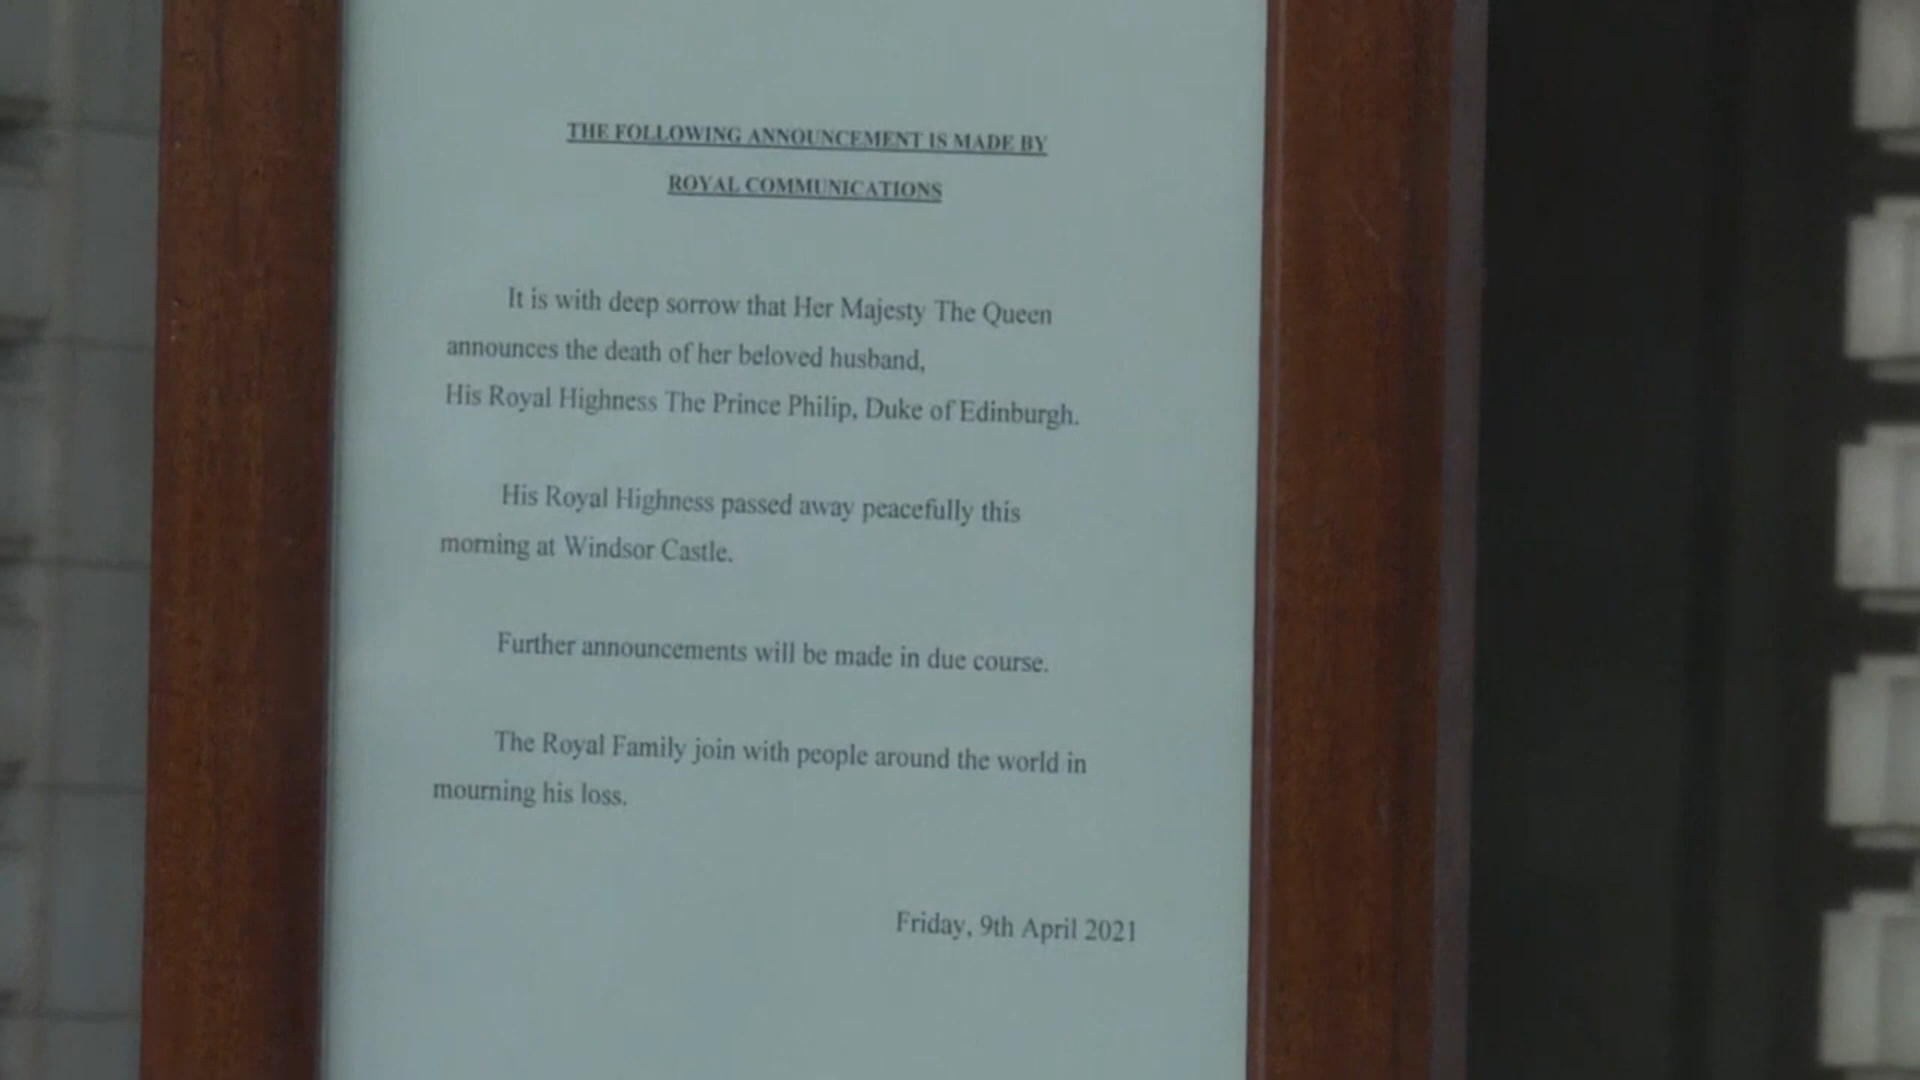 THE FOLLOWING ANNOUNCEMENT IS MADE BY
ROYAL COMMUNICATIONS
It is with deep sorrow that Her Majesty The Queen
announces the death of her beloved husband,
His Royal Highness The Prince Philip, Duke of Edinburgh.
His Royal Highness passed away peacefully this
morning at Windsor Castle.
Further announcements will be made in due course.
The Royal Family join with people around the world in
mourning his loss.
Friday, 9th April 2021